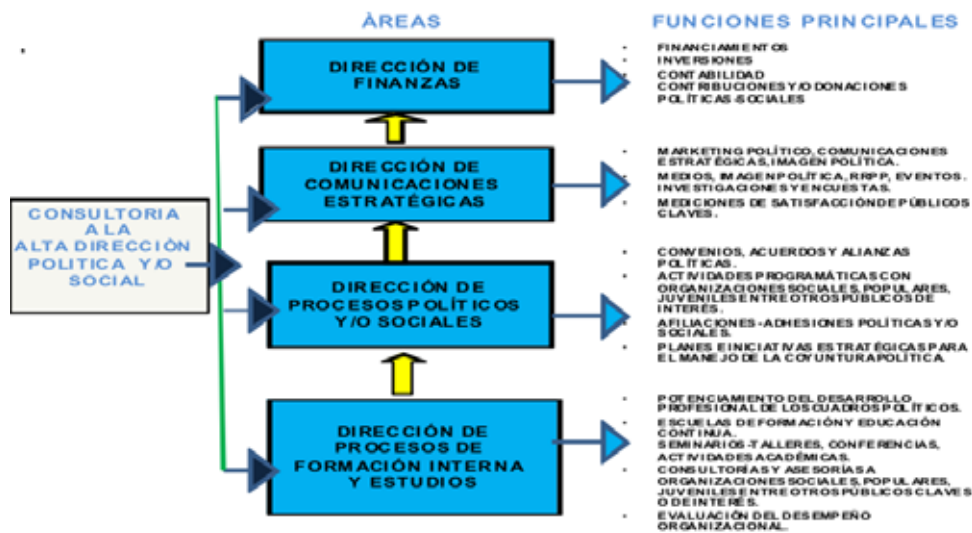 ÀREAS
FUNCIONES PRINCIPALES
CONSULTORIA
A LA
ALTA DIRECCIÒN
POLITICA Y/O
SOCIAL
DIRECCIÓN DE
FINANZAS
• FINANCIAMIENTOS
• INVERSIONES
• CONTABILIDAD
• CONTRIBUCIONES Y/O DONACIONES
POLÍTICAS-SOCIALES
DIRECCIÓN DE
COMUNICACIONES
ESTRATÉGICAS
• MARKETING POLÍTICO, COMUNICACIONES
ESTRATÉGICAS, IMAGEN POLÍTICA.
• MEDIOS, IMAGEN POLÍTICA, RRPP, EVENTOS.
• INVESTIGACIONES Y ENCUESTAS.
• MEDICIONES DE SATISFACCIÓN DE PÚBLICOS
CLAVES.
DIRECCIÓN DE
PROCESOS POLÍTICOS
Y/O SOCIALES
• CONVENIOS, ACUERDOS Y ALIANZAS
POLÍTICAS.
• ACTIVIDADES PROGRAMÁTICAS CON
ORGANIZACIONES SOCIALES, POPULARES,
JUVENILES ENTRE OTROS PÚBLICOS DE
INTERÉS.
• AFILIACIONES-ADHESIONES POLÍTICAS Y/O
SOCIALES.
• PLANES E INICIATIVAS ESTRATÉGICAS PARA
EL MANEJO DE LA COYUNTURA POLÍTICA.
DIRECCIÓN DE
PROCESOS DE
FORMACIÓN INTERNA
Y ESTUDIOS
• POTENCIAMIENTO DEL DESARROLLO
PROFESIONAL DE LOS CUADROS POLÍTICOS.
• ESCUELAS DE FORMACIÓN Y EDUCACIÓN
CONTINUA.
• SEMINARIOS-TALLERES, CONFERENCIAS,
ACTIVIDADES ACADÉMICAS.
• CONSULTORÍAS Y ASESORÍAS A
ORGANIZACIONES SOCIALES, POPULARES,
JUVENILES ENTRE OTROS PÚBLICOS CLAVES
O DE INTERÉS.
• EVALUACIÓN DEL DESEMPEÑO
ORGANIZACIONAL.